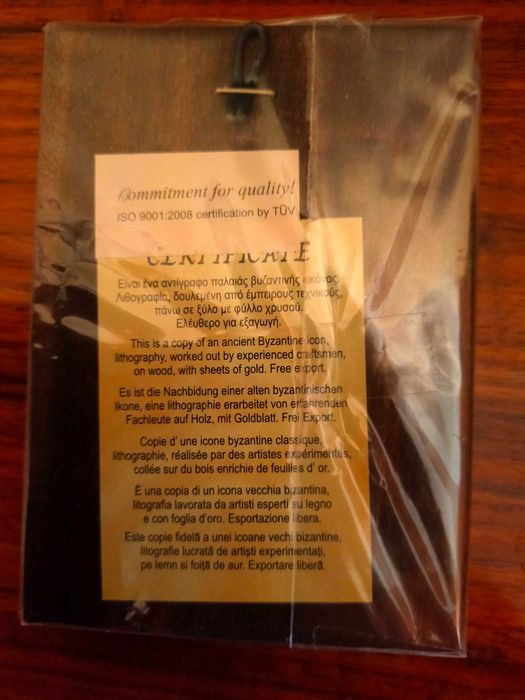 Commitment for quality!
ISO 9001:2008 certification by TÜV
CERTIFICATE
Είναι ένα αντίγραφο παλαιάς βυζαντινής εικόνας.
Λιθογραφία, δουλεμένη από έμπειρους τεχνικούς,
πάνω σε ξύλο με φύλλο χρυσού.
Ελέυθερο για εξαγωγή.
This is a copy of an ancient Byzantine icon,
lithography, worked out by experienced craftsmen,
on wood, with sheets of gold. Free export.
Es ist die Nachbidung einer alten byzantinischen
Ikone, eine lithographie erarbeitet von erfahrenden
Fachleute auf Holz, mit Goldblatt. Frei Export.
Copie d' une icone byzantine classique,
lithographie, réalisée par des artistes expérimentés,
collée sur du bois enrichie de feuilles d' or.
È una copia di un icona vecchia bizantina,
litografia lavorata da artisti esperti su legno
e con foglia d'oro. Esportazione libera.
Este copie fidelă a unei icoane vechi bizantine,
litografie lucrată de artişti experimentaţi,
pe lemn si foiţă de aur. Exportare liberă.